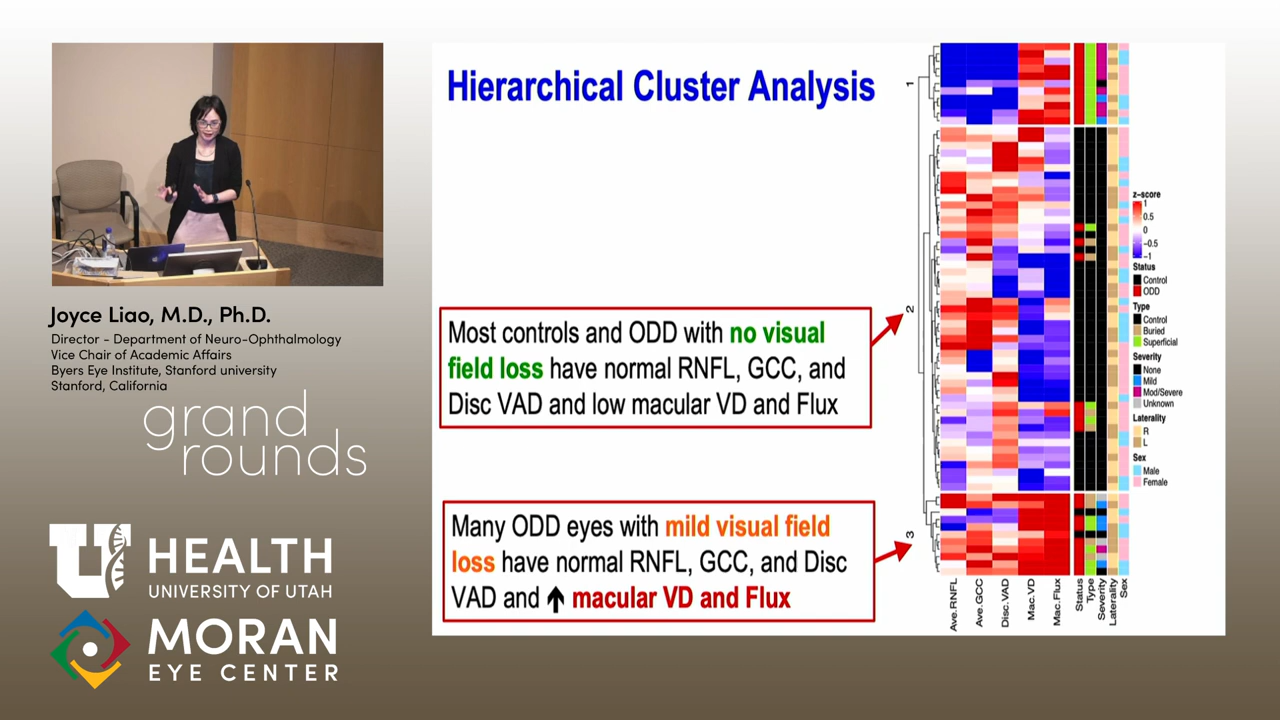 Hierarchical Cluster Analysis
Joyce Liao, M.D., Ph.D.
Director - Department of Neuro-Ophthalmology
Vice Chair of Academic Affairs
Byers Eye Institute, Stanford university
Stanford, California
grand
rounds
U HEALTH
UNIVERSITY OF UTAH
MORAN
EYE CENTER
Most controls and ODD with no visual
field loss have normal RNFL, GCC, and
Disc VAD and low macular VD and Flux
Many ODD eyes with mild visual field
loss have normal RNFL, GCC, and Disc
VAD and ↑ macular VD and Flux
1
2
3
Ave.RNFL
Ave.GCC
Disc.VAD
Mac.VD
Mac.Flux
Status
Type
Severity
Laterality
Sex
z-score
1
0.5
0
-0.5
-1
Status
Control
ODD
Type
Control
Buried
Superficial
Severity
None
Mild
Mod/Severe
Unknown
Laterality
R
L
Sex
Male
Female